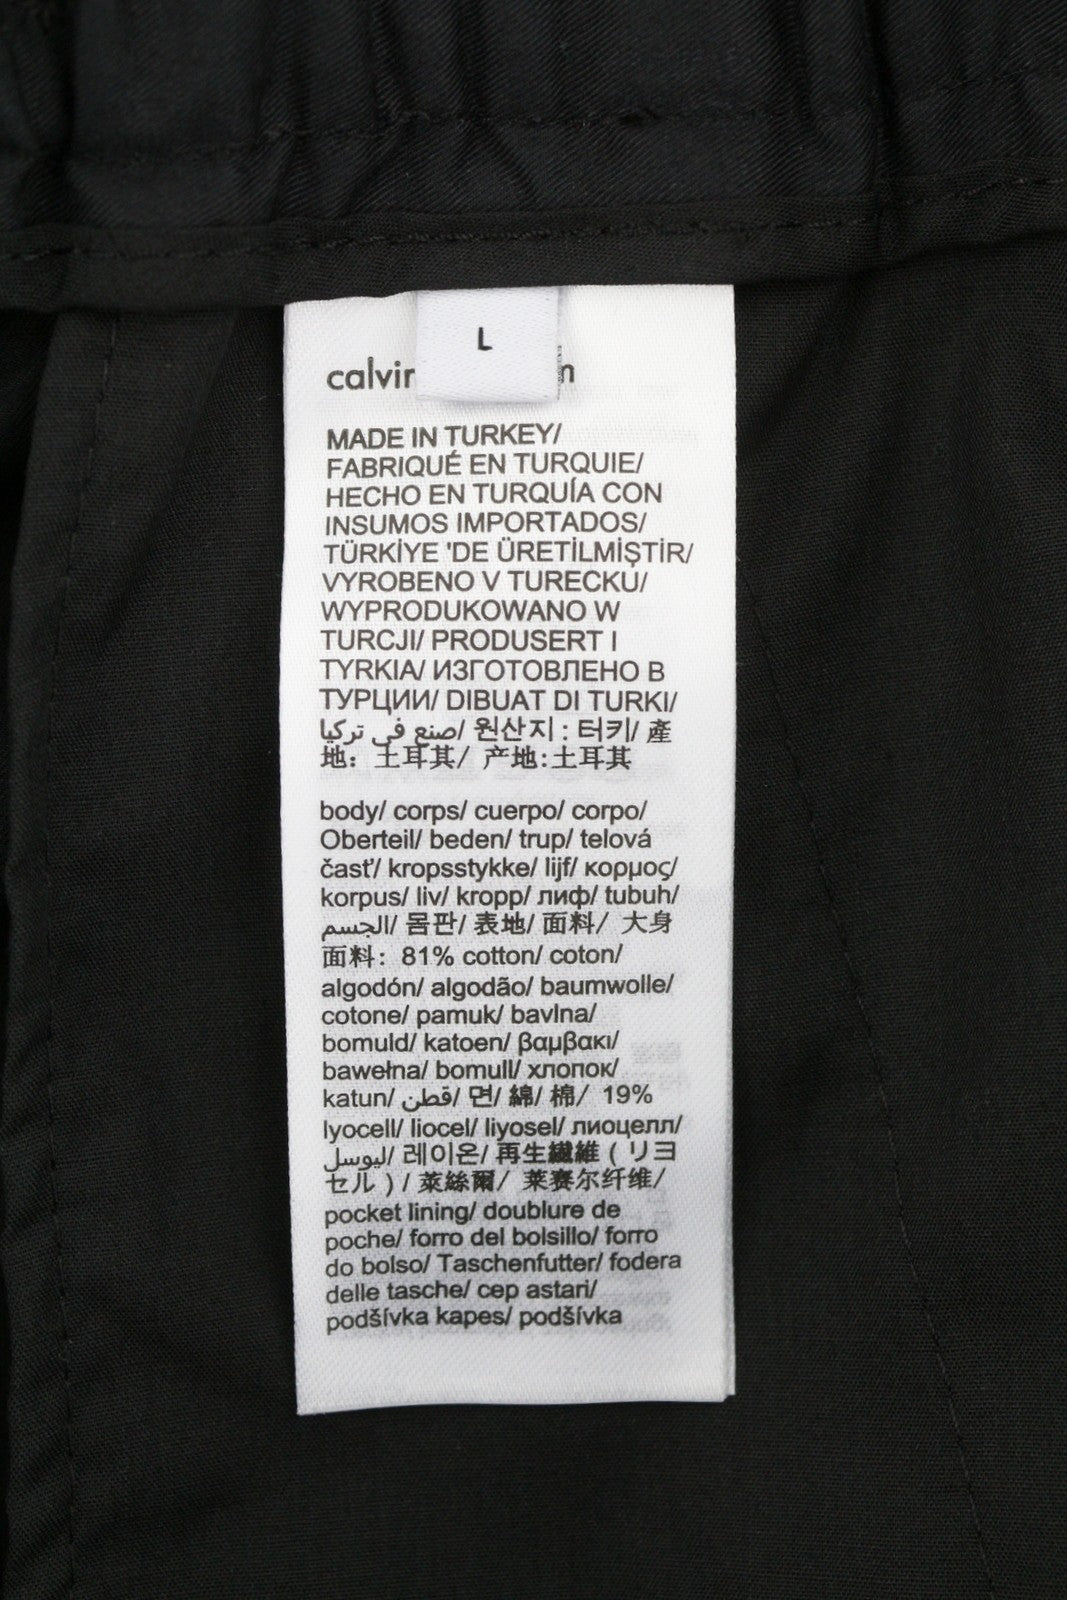 L
MADE IN TURKEY/
FABRIQUÉ EN TURQUIE/
HECHO EN TURQUÍA CON
INSUMOS IMPORTADOS/
TÜRKİYE 'DE ÜRETİLMİŞTİR/
VYROBENO V TURECKU/
WYPRODUKOWANO W
TURCJI/ PRODUSERT I
TYRKIA/ ИЗГОТОВЛЕНО В
ТУРЦИИ/ DIBUAT DI TURKI/
صنع في تركيا/ 원산지 : 터키/ 產
地：土耳其/ 产地:土耳其
body/ corps/ cuerpo/ corpo/
Oberteil/ beden/ trup/ telová
časť/ kropsstykke/ lijf/ κορμος/
korpus/ liv/ kropp/ лиф/ tubuh/
الجسم/ 몸판/ 表地/ 面料/ 大身
面料：81% cotton/ coton/
algodón/ algodão/ baumwolle/
cotone/ pamuk/ bavlna/
bomuld/ katoen/ βαμβακι/
bawełna/ bomull/ хлопок/
katun/ قطن/ 면/ 綿/ 棉/ 19%
lyocell/ liocel/ liyosel/ лиоцелл/
ليوسل/ 레이온/ 再生繊維 ( リヨ
セル ) / 萊絲爾/ 莱赛尔纤维/
pocket lining/ doublure de
poche/ forro del bolsillo/ forro
do bolso/ Taschenfutter/ fodera
delle tasche/ cep astari/
podšívka kapes/ podšívka